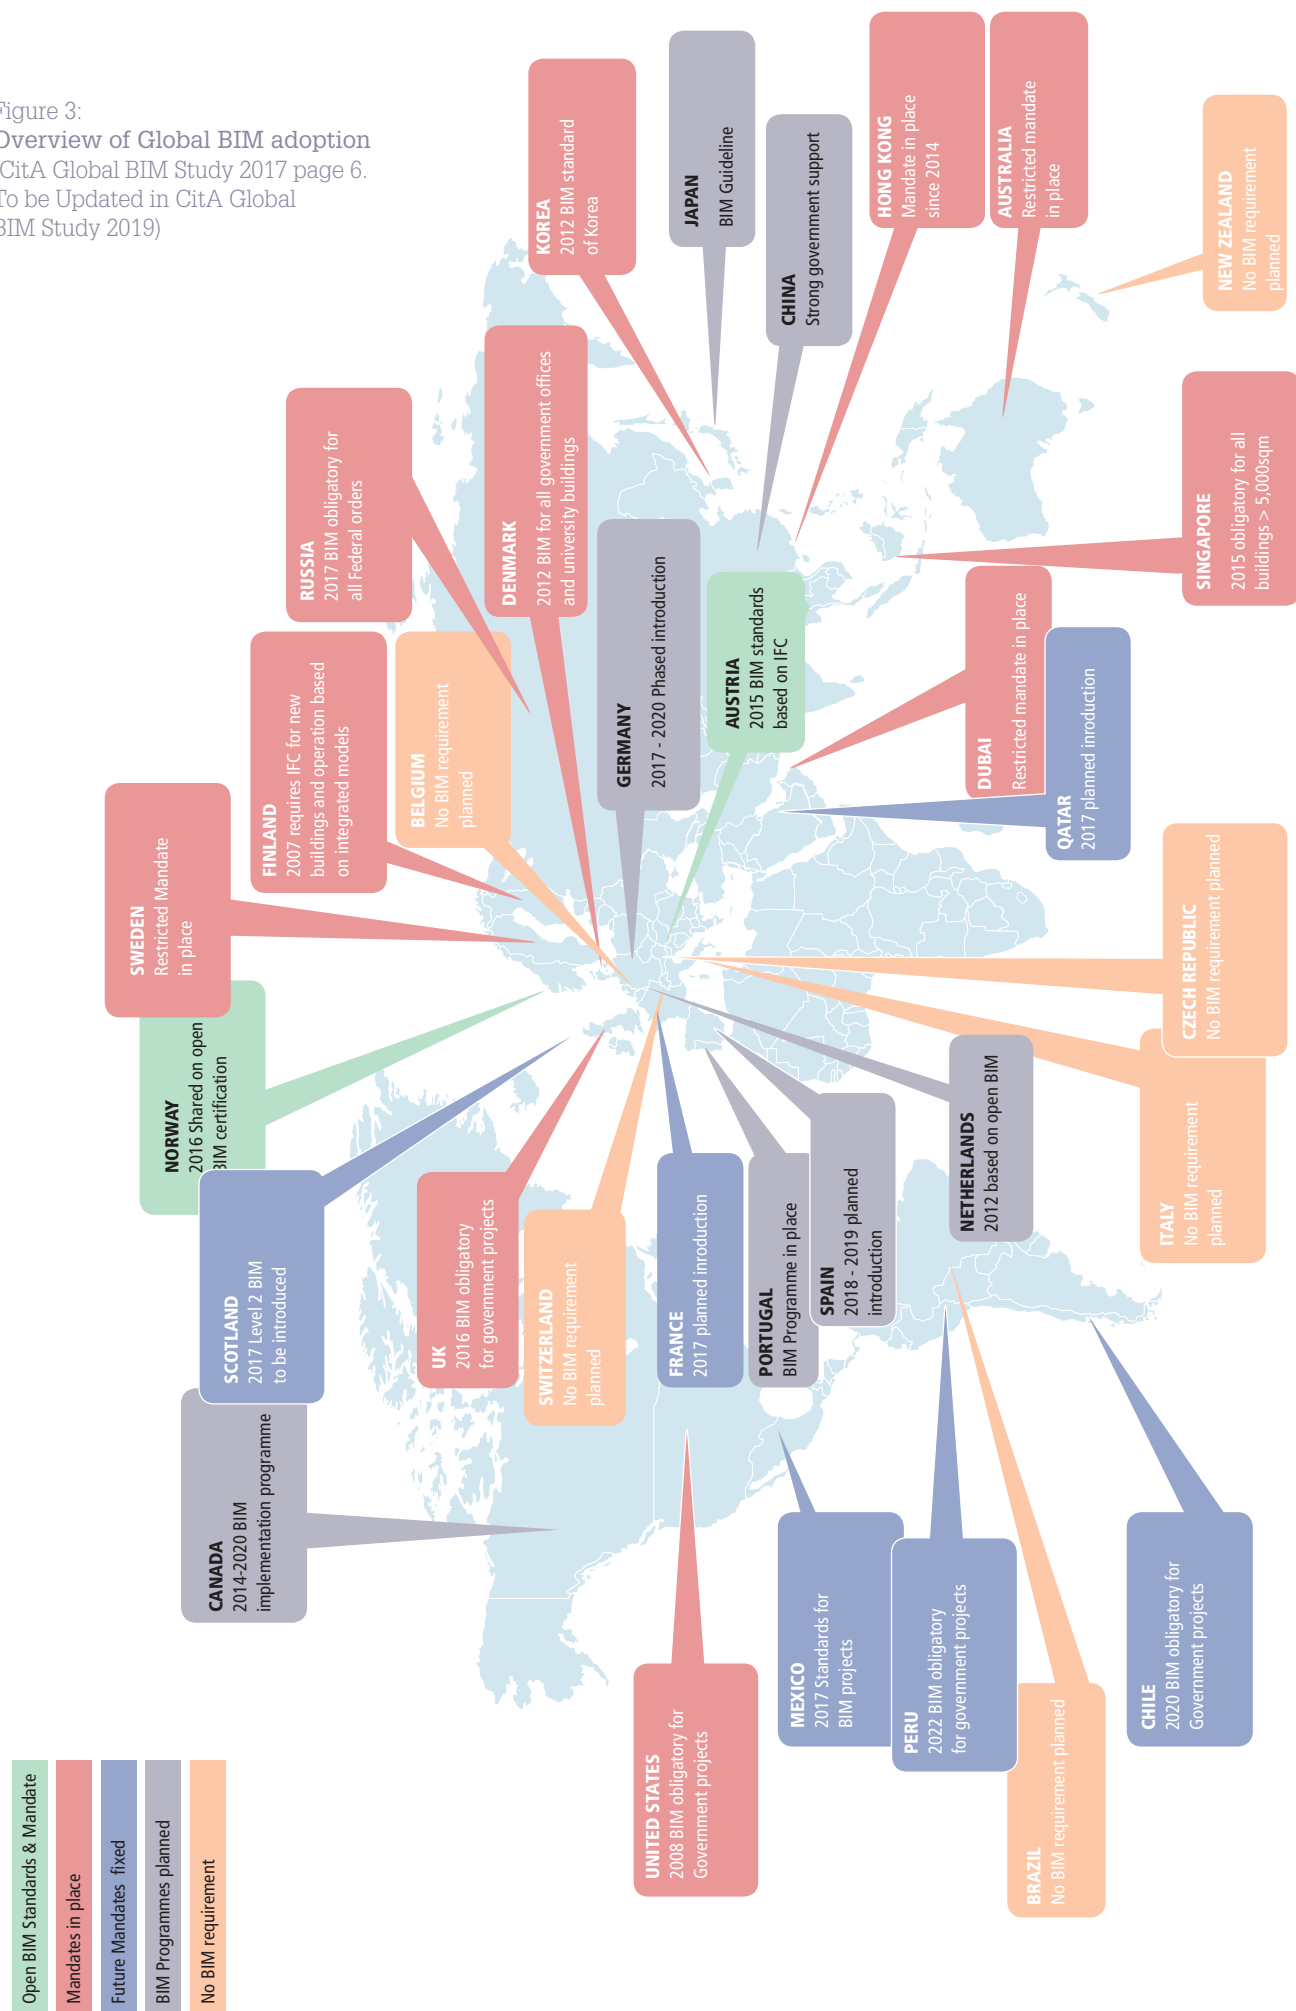 Figure 3:
Overview of Global BIM adoption
CitA Global BIM Study 2017 page 6.
To be Updated in CitA Global
BIM Study 2019)
Open BIM Standards & Mandate
Mandates in place
Future Mandates fixed
BIM Programmes planned
No BIM requirement
CANADA
2014-2020 BIM
implementation programme
SCOTLAND
2017 Level 2 BIM
to be introduced
NORWAY
2016 Shared on open
BIM certification
SWEDEN
Restricted Mandate
in place
FINLAND
2007 requires IFC for new
buildings and operation based
on integrated models
RUSSIA
2017 BIM obligatory for
all Federal orders
BELGIUM
No BIM requirement
planned
DENMARK
2012 BIM for all government offices
and university buildings
KOREA
2012 BIM standard
of Korea
JAPAN
BIM Guideline
CHINA
Strong government support
HONG KONG
Mandate in place
since 2014
AUSTRALIA
Restricted mandate
in place
NEW ZEALAND
No BIM requirement
planned
UK
2016 BIM obligatory
for government projects
SWITZERLAND
No BIM requirement
planned
GERMANY
2017 - 2020 Phased introduction
AUSTRIA
2015 BIM standards
based on IFC
UNITED STATES
2008 BIM obligatory for
Government projects
FRANCE
2017 planned inroduction
PORTUGAL
BIM Programme in place
SPAIN
2018 - 2019 planned
introduction
NETHERLANDS
2012 based on open BIM
DUBAI
Restricted mandate in place
QATAR
2017 planned inroduction
SINGAPORE
2015 obligatory for all
buildings > 5,000sqm
MEXICO
2017 Standards for
BIM projects
PERU
2022 BIM obligatory
for government projects
BRAZIL
No BIM requirement planned
CHILE
2020 BIM obligatory for
Government projects
ITALY
No BIM requirement
planned
CZECH REPUBLIC
No BIM requirement planned